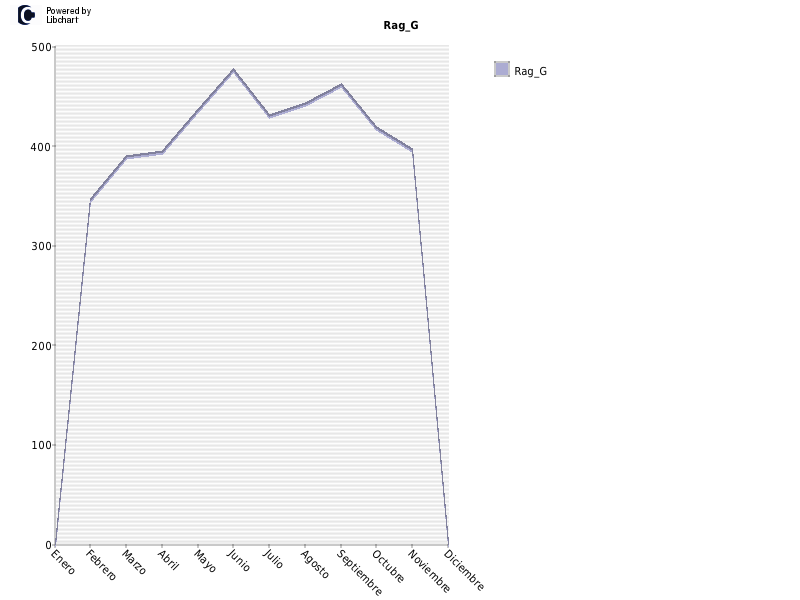 Powered by
Libchart
Rag_G
Rag_G
500
400
300
200
100
0
Enero
Febrero
Marzo
Abril
Mayo
Junio
Julio
Agosto
Septiembre
Octubre
Noviembre
Diciembre